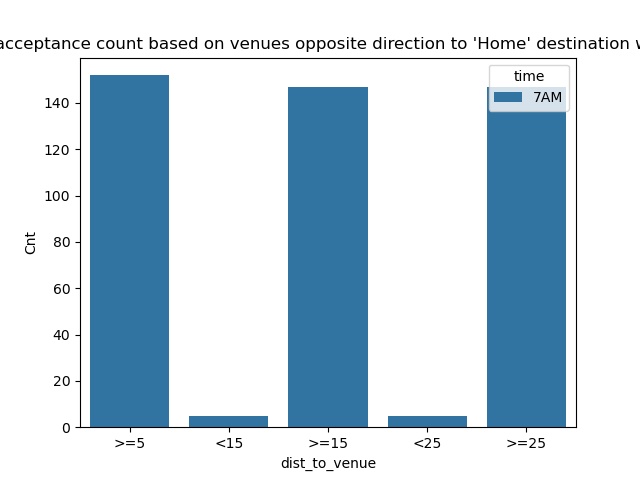 acceptance count based on venues opposite direction to 'Home' destination
time
7AM
140
120
100
80
60
40
20
0
Cnt
>=5 <15 >=15 <25 >=25
dist_to_venue